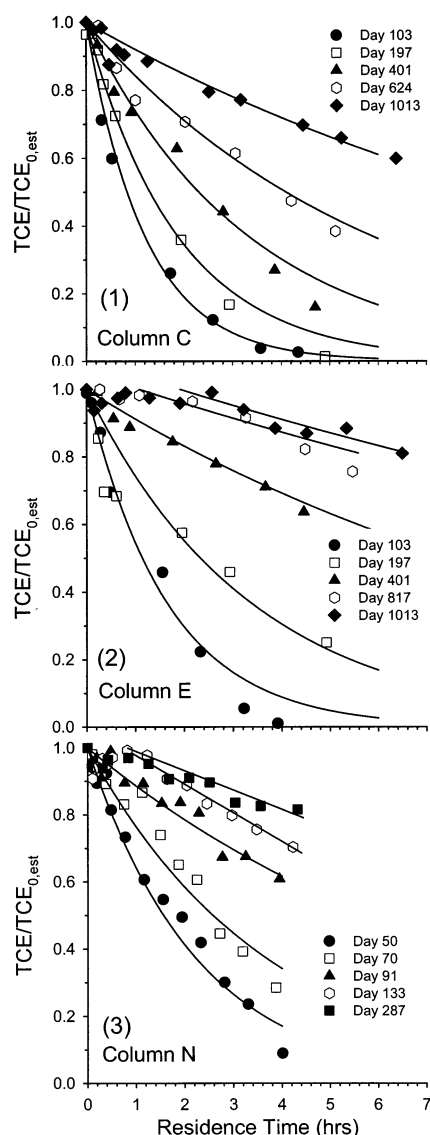 1.0
0.8
0.6
0.4
0.2
0.0
TCE/TCE0,est
Day 103
Day 197
Day 401
Day 624
Day 1013
(1)
Column C
1.0
0.8
0.6
0.4
0.2
0.0
TCE/TCE0,est
Day 103
Day 197
Day 401
Day 817
Day 1013
(2)
Column E
1.0
0.8
0.6
0.4
0.2
0.0
TCE/TCE0,est
Day 50
Day 70
Day 91
Day 133
Day 287
(3)
Column N
0 1 2 3 4 5 6 7
Residence Time (hrs)